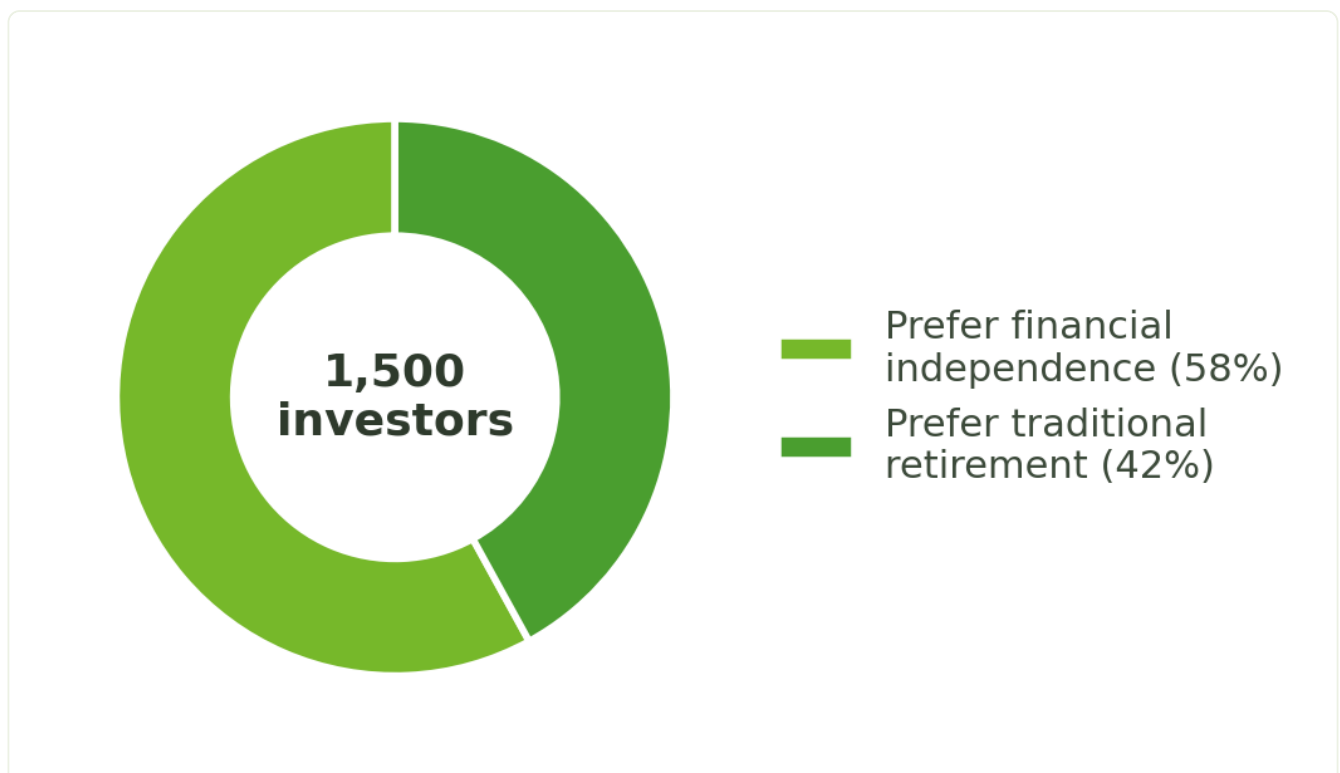 1,500
investors
Prefer financial
independence (58%)
Prefer traditional
retirement (42%)